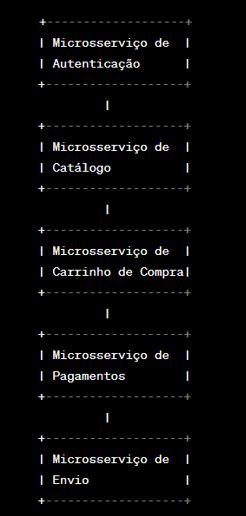 Microsserviço de
Autenticação
Microsserviço de
Catálogo
Microsserviço de
Carrinho de Compra
Microsserviço de
Pagamentos
Microsserviço de
Envio